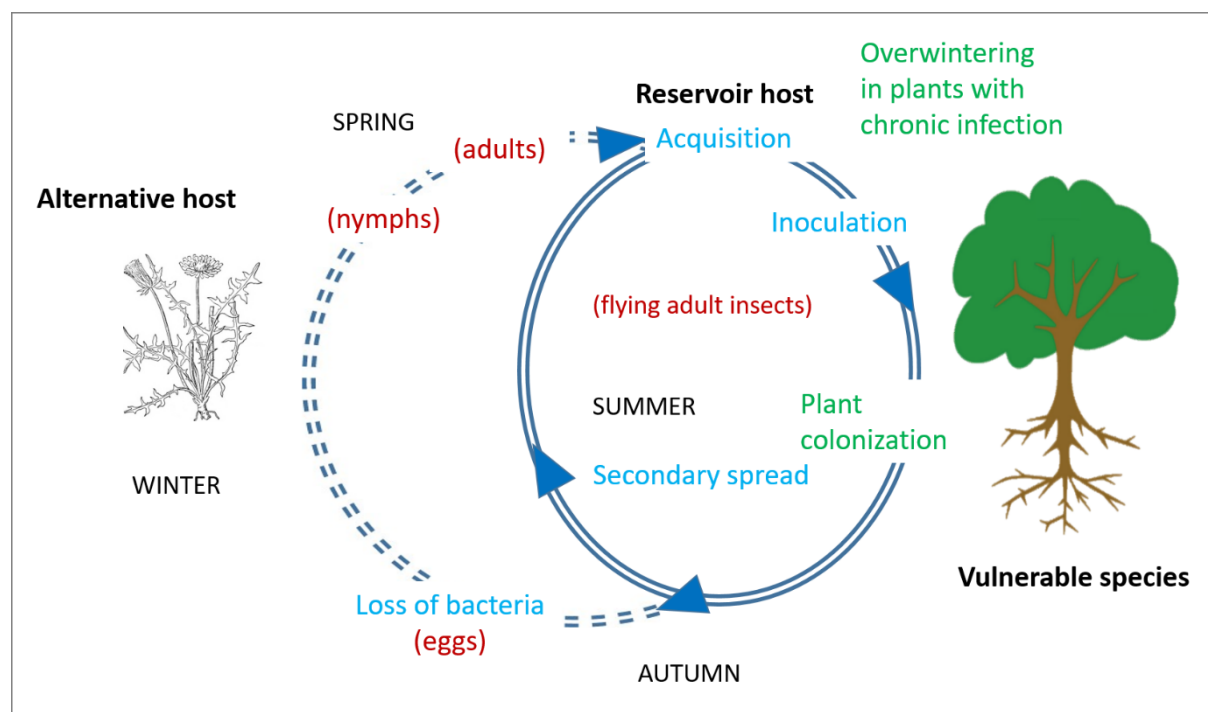 Overwintering
in plants with
chronic infection
Reservoir host
SPRING
Acquisition
(adults)
Alternative host
(nymphs)
Inoculation
(flying adult insects)
SUMMER
Plant
colonization
WINTER
Secondary spread
Vulnerable species
Loss of bacteria
(eggs)
AUTUMN